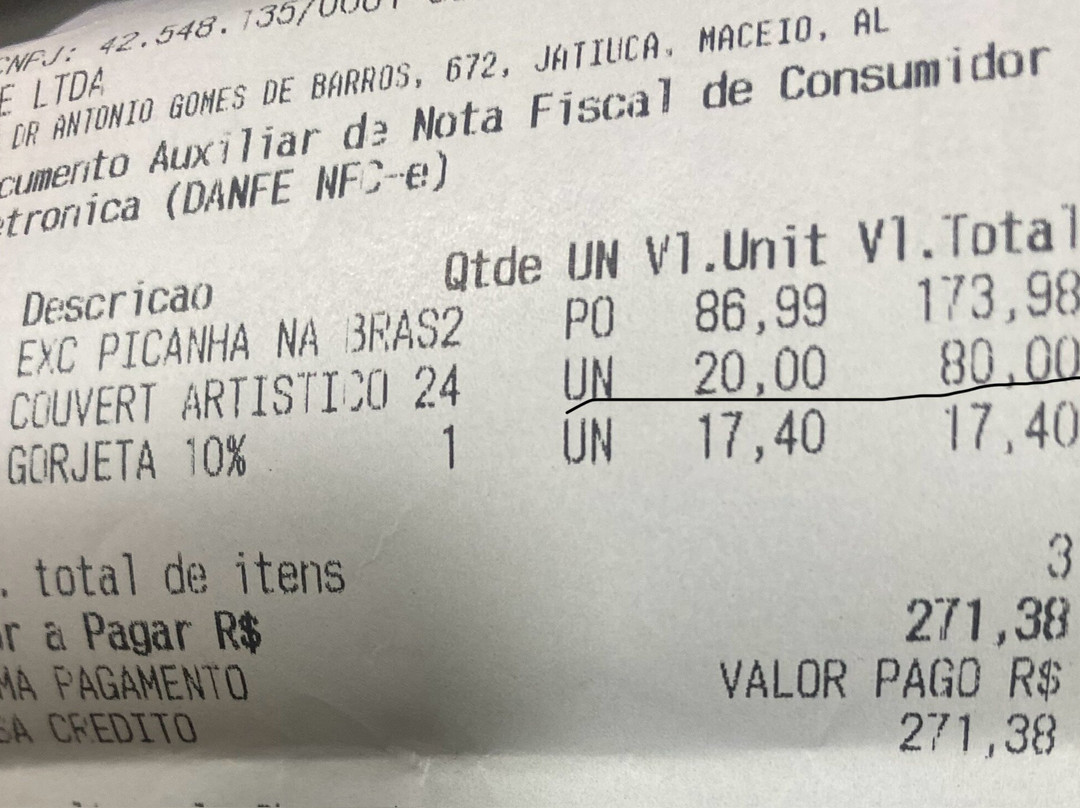 CNPJ: 42.548.135/0001
E LTDA
DR ANTONIO GOMES DE BARROS, 672, JATIUCA, MACEIO, AL
cumento Auxiliar de Nota Fiscal de Consumidor
etronica (DANFE NFC-e)
Descricao Qtde UN Vl.Unit Vl.Total
EXC PICANHA NA BRAS2 PO 86,99 173,98
COUVERT ARTISTICO 24 UN 20,00 80,00
GORJETA 10% 1 UN 17,40 17,40
. total de itens 3
or a Pagar R$ 271,38
MA PAGAMENTO VALOR PAGO R$
SA CREDITO 271,38